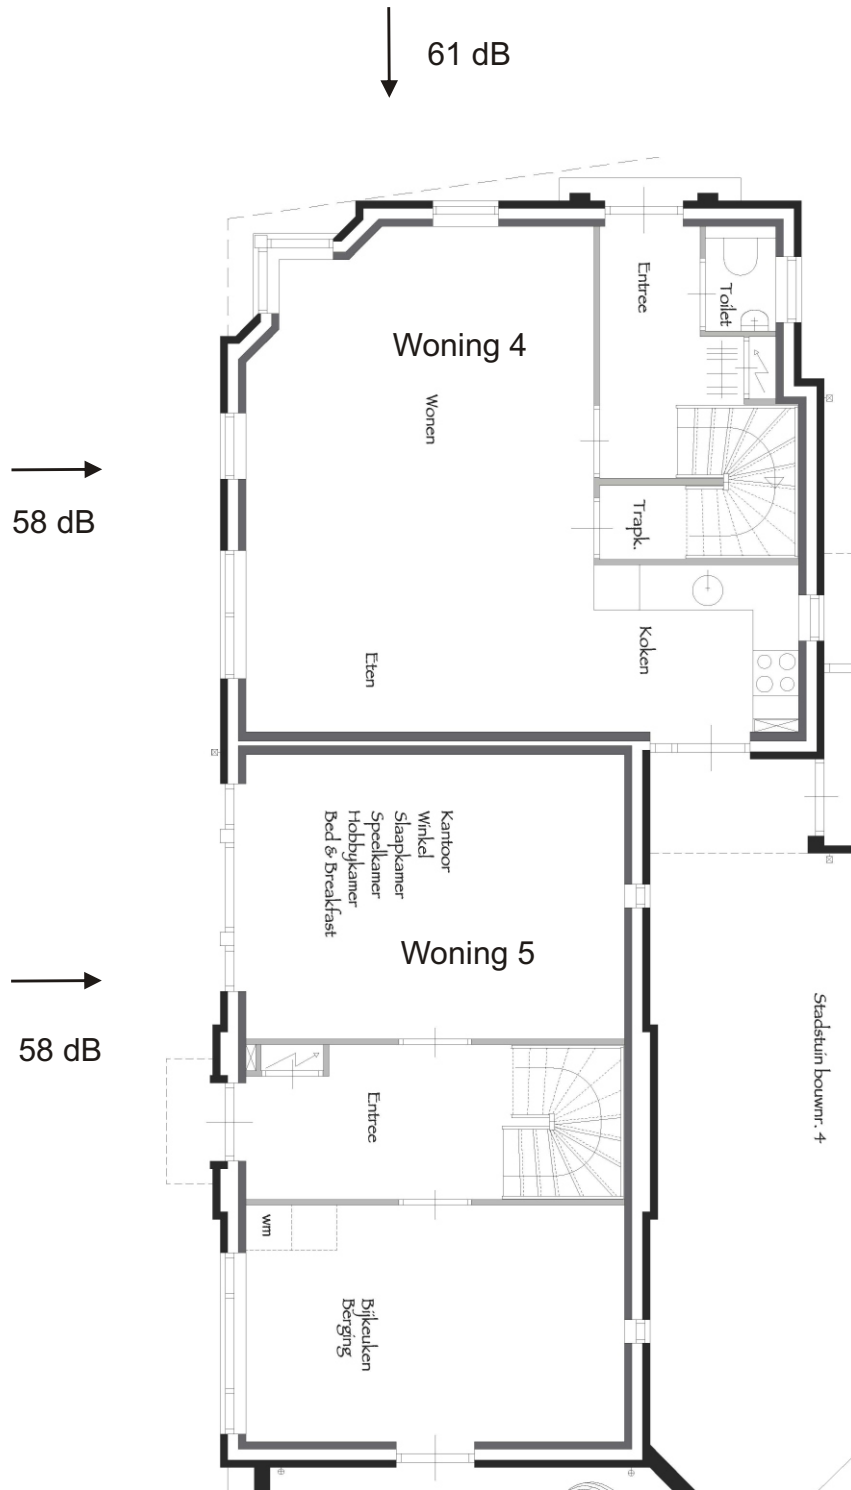 61 dB
Entree
Toilet
Woning 4
Wonen
58 dB
Trapk.
Koken
Eten
Kantoor
Winkel
Slaapkamer
Speelkamer
Hobbykamer
Bed & Breakfast
Woning 5
58 dB
Stadstuin bouwnr. 4
Entree
wm
Bijkeuken
Berging